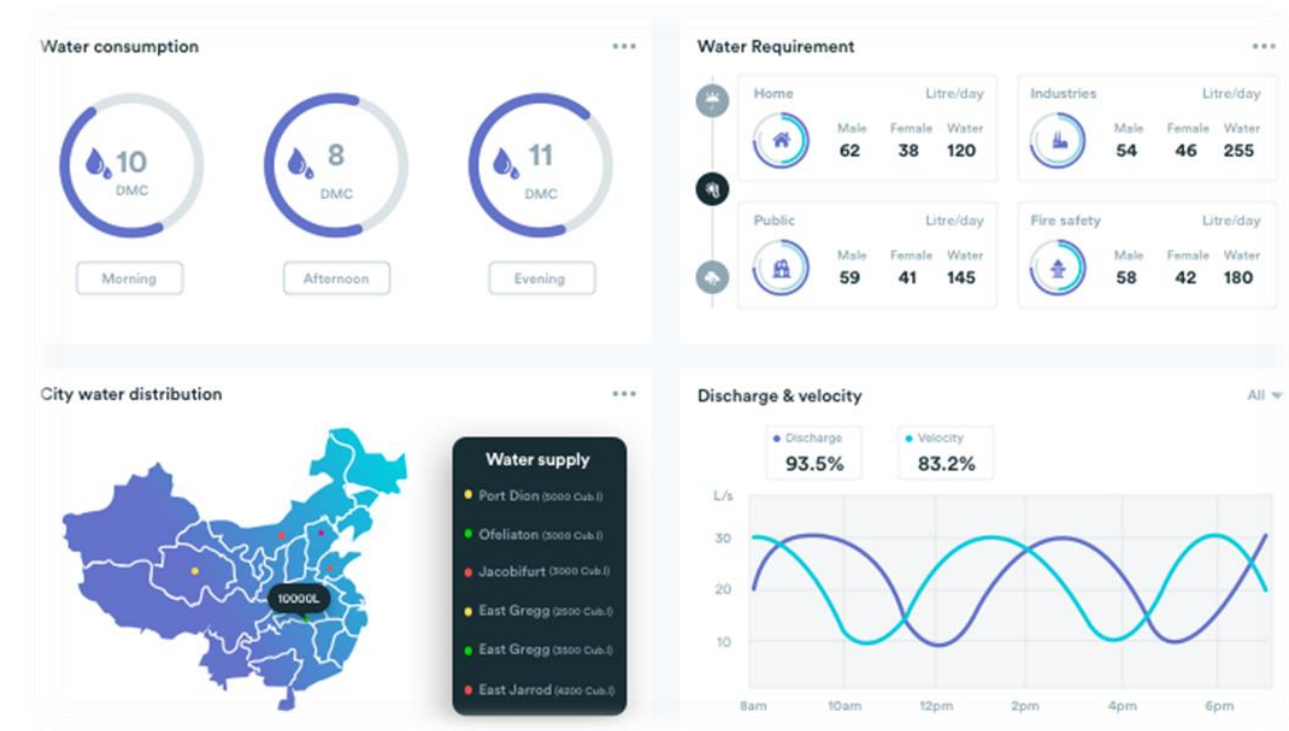 Water consumption
10
DMC
Morning
8
DMC
Afternoon
11
DMC
Evening
Water Requirement
Home Litre/day
Male Female Water
62 38 120
Industries Litre/day
Male Female Water
54 46 255
Public Litre/day
Male Female Water
59 41 145
Fire safety Litre/day
Male Female Water
58 42 180
City water distribution
10000L
Water supply
Port Dion (5000 Cub.l)
Ofeliaton (3000 Cub.l)
Jacobifurt (3000 Cub.l)
East Gregg (2500 Cub.l)
East Gregg (3500 Cub.l)
East Jarrod (4200 Cub.l)
Discharge & velocity
All
Discharge
93.5%
Velocity
83.2%
L/s
30
20
10
8am 10am 12pm 2pm 4pm 6pm